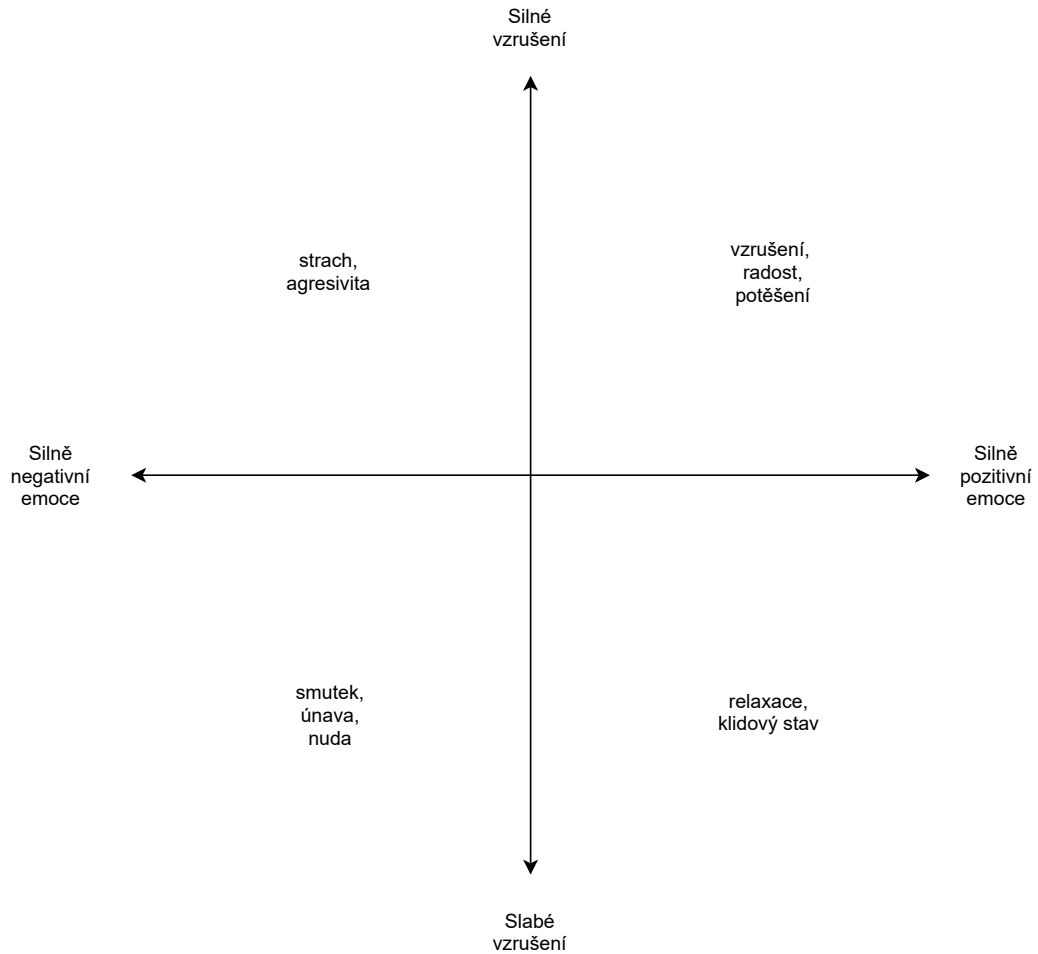 Silné
vzrušení
strach,
agresivita
vzrušení,
radost,
potěšení
Silně
negativní
emoce
Silně
pozitivní
emoce
smutek,
únava,
nuda
relaxace,
klidový stav
Slabé
vzrušení